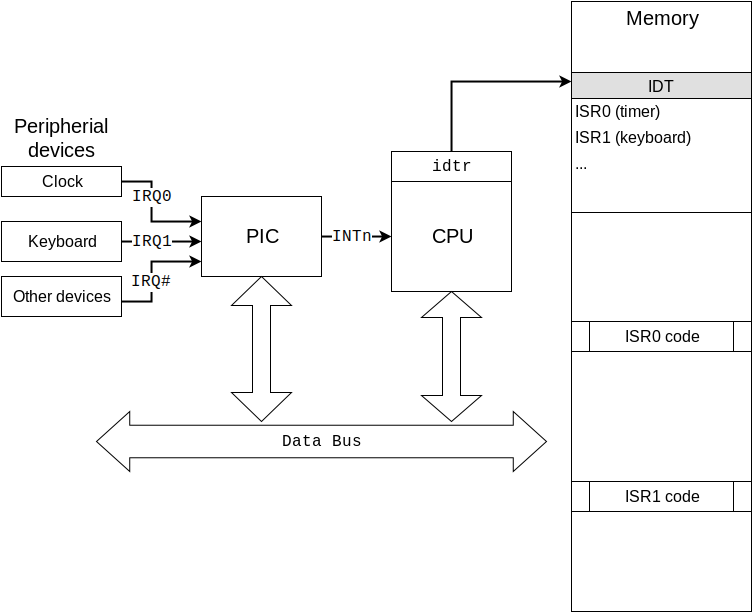 Memory
IDT
ISR0 (timer)
ISR1 (keyboard)
...
Peripherial
devices
Clock
Keyboard
Other devices
IRQ0
IRQ1
IRQ#
PIC
INTn
idtr
CPU
ISR0 code
Data Bus
ISR1 code